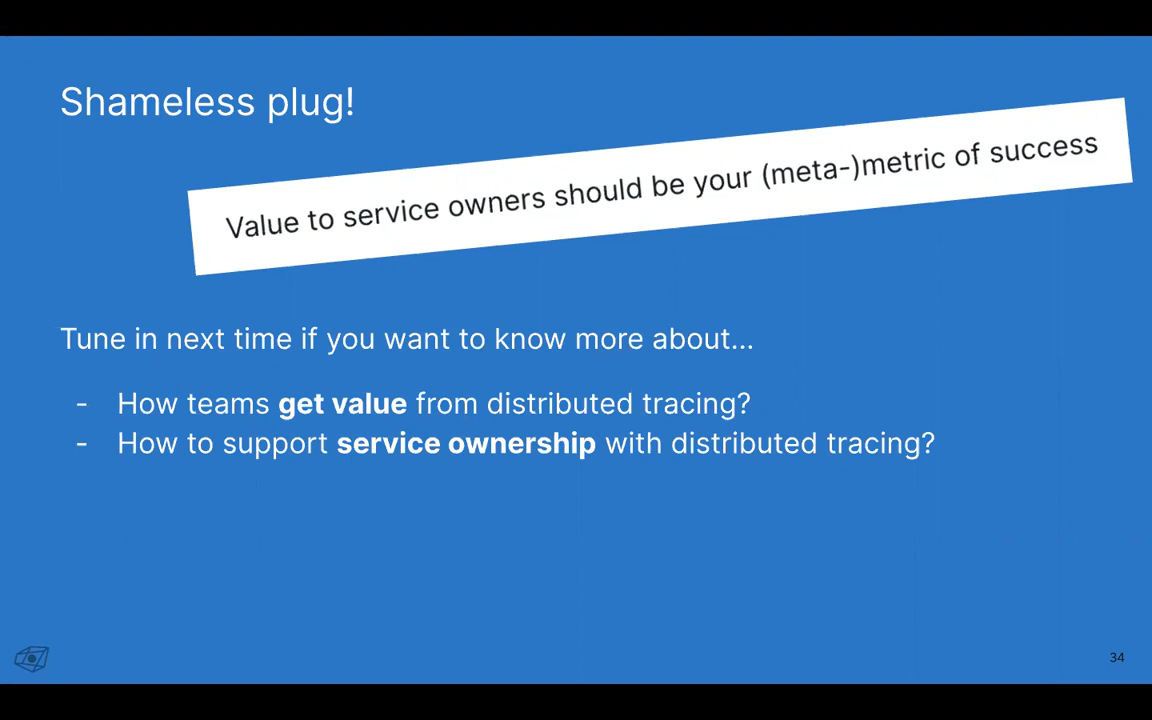 Shameless plug!
Value to service owners should be your (meta-)metric of success
Tune in next time if you want to know more about...
- How teams get value from distributed tracing?
- How to support service ownership with distributed tracing?
34